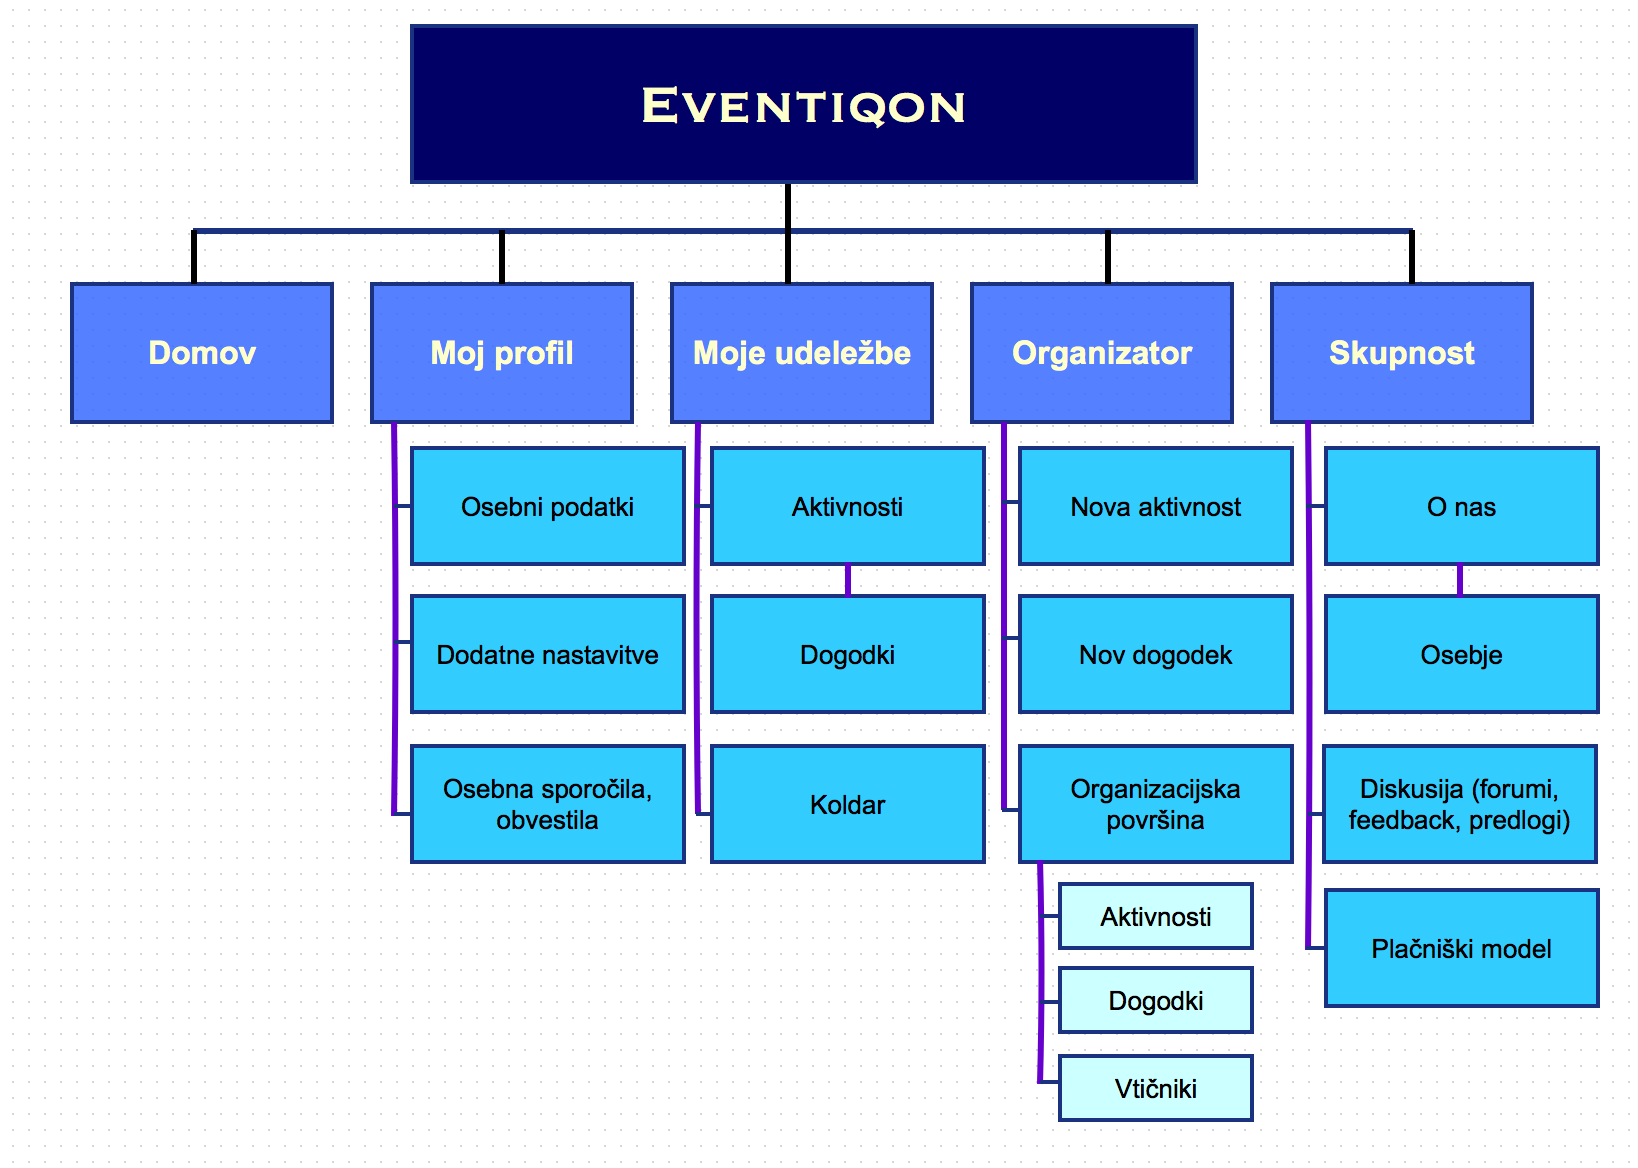 Eventiqon
Domov
Moj profil
Moje udeležbe
Organizator
Skupnost
Osebni podatki
Dodatne nastavitve
Osebna sporočila,
obvestila
Aktivnosti
Dogodki
Koldar
Nova aktivnost
Nov dogodek
Organizacijska
površina
Aktivnosti
Dogodki
Vtičniki
O nas
Osebje
Diskusija (forumi,
feedback, predlogi)
Plačniški model